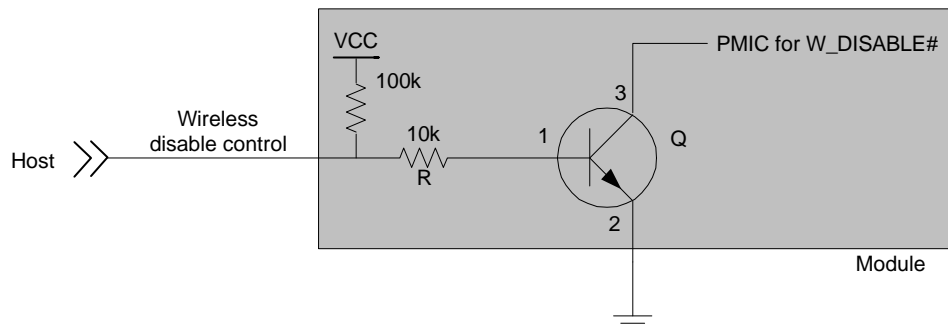 VCC
PMIC for W_DISABLE#
100k
3
Wireless
disable control
10k
1
Q
Host
R
2
Module